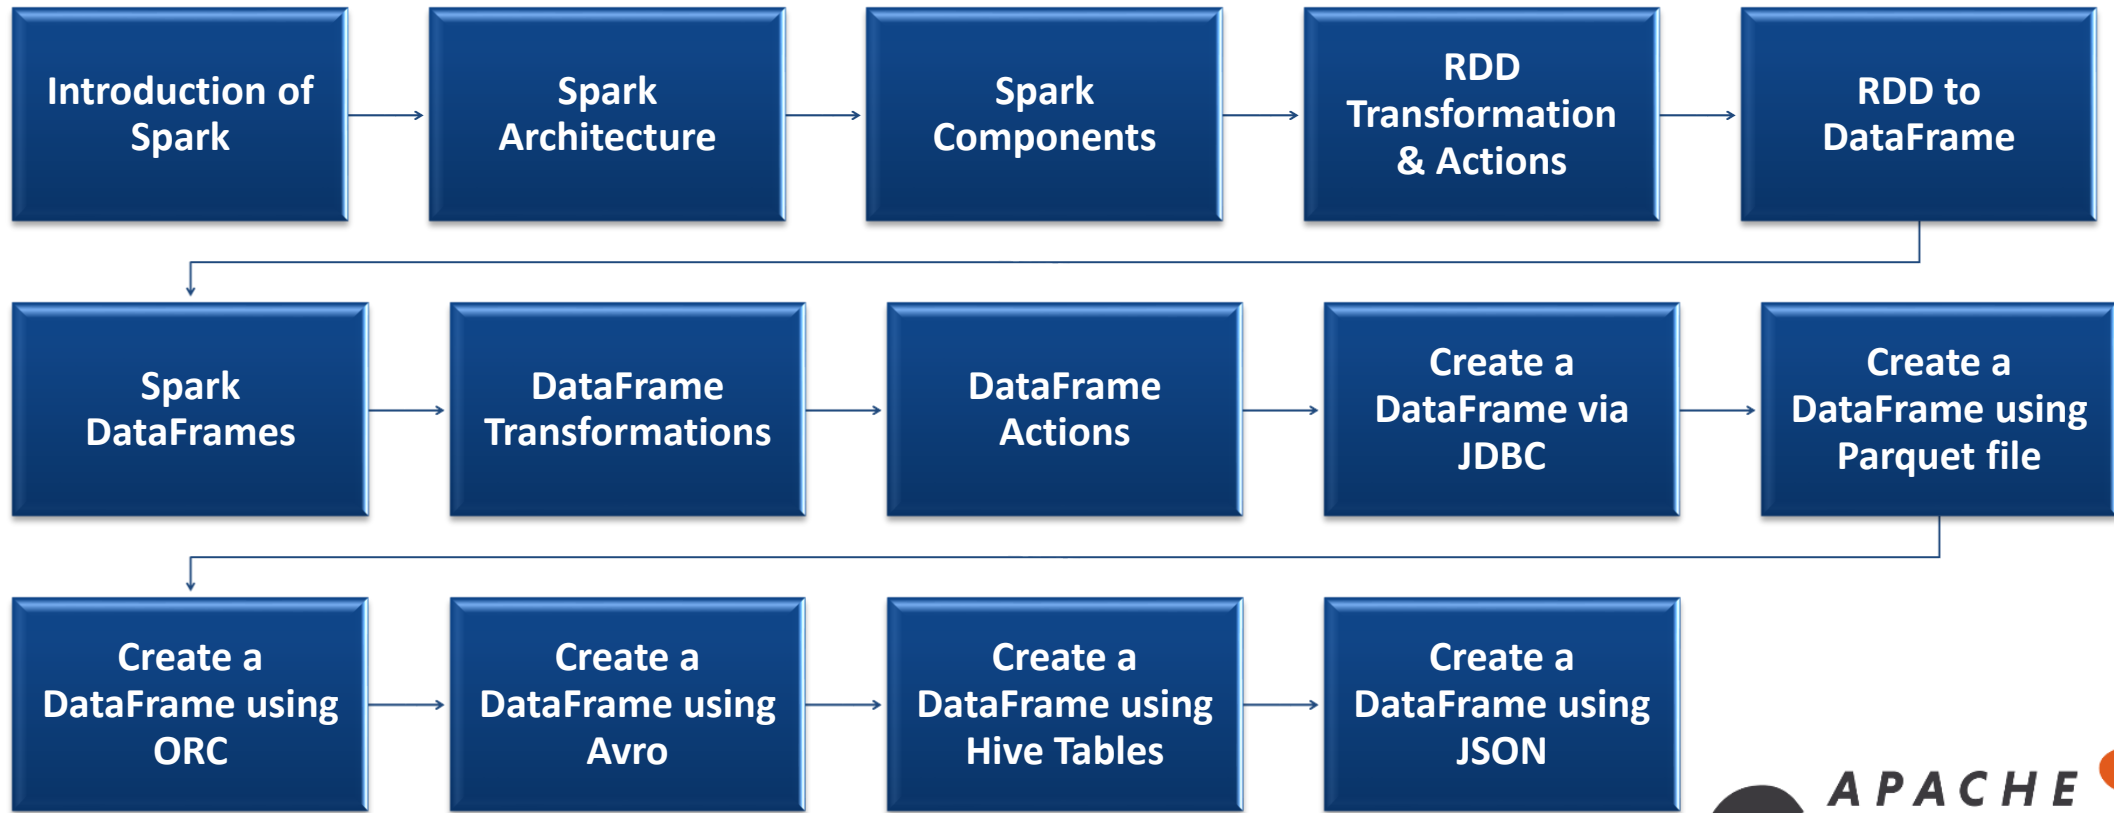 Introduction of
Spark
Spark
Architecture
Spark
Components
RDD
Transformation
& Actions
RDD to
DataFrame
Spark
DataFrames
DataFrame
Transformations
DataFrame
Actions
Create a
DataFrame via
JDBC
Create a
DataFrame using
Parquet file
Create a
DataFrame using
ORC
Create a
DataFrame using
Avro
Create a
DataFrame using
Hive Tables
Create a
DataFrame using
JSON
APACHE